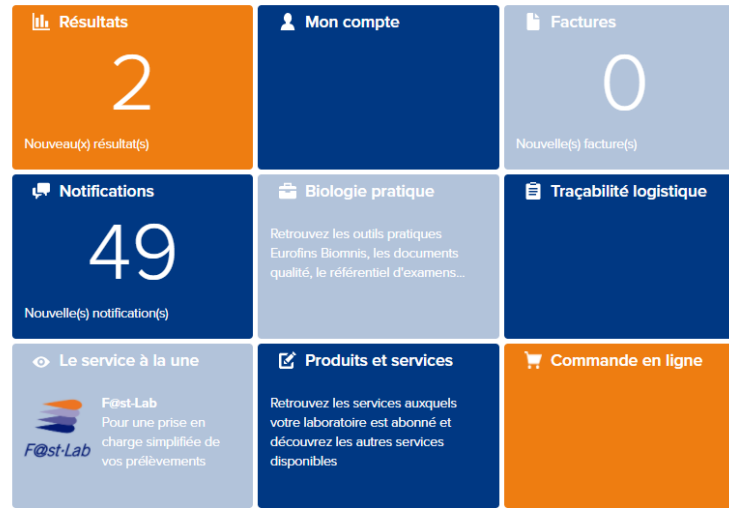 Résultats
2
Nouveau(x) résultat(s)
Mon compte
Factures
0
Nouvelle(s) facture(s)
Notifications
49
Nouvelle(s) notification(s)
Biologie pratique
Retrouvez les outils pratiques
Eurofins Biomnis, les documents
qualité, le référentiel d'examens...
Traçabilité logistique
Le service à la une
F@st-Lab
F@st-Lab
Pour une prise en
charge simplifiée de
vos prélèvements
Produits et services
Retrouvez les services auxquels
votre laboratoire est abonné et
découvrez les autres services
disponibles
Commande en ligne